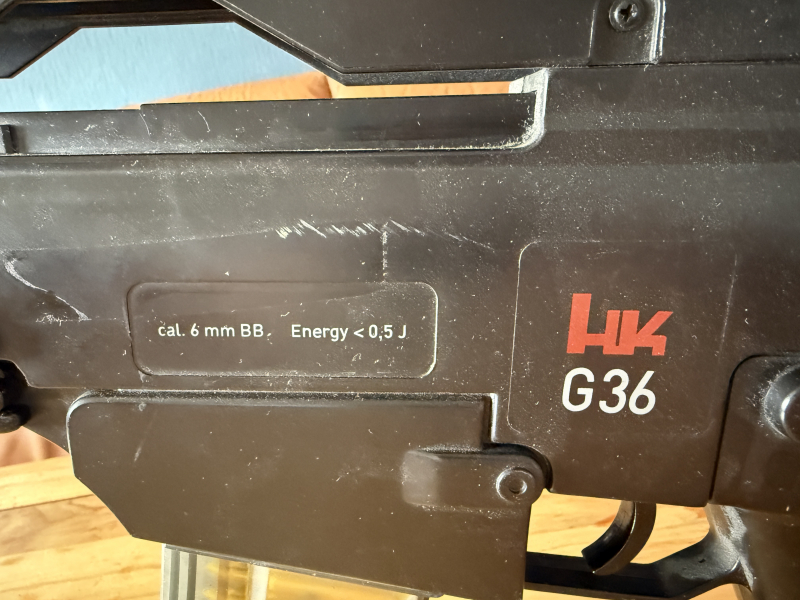 cal. 6 mm BB. Energy < 0,5 J
HK
G36